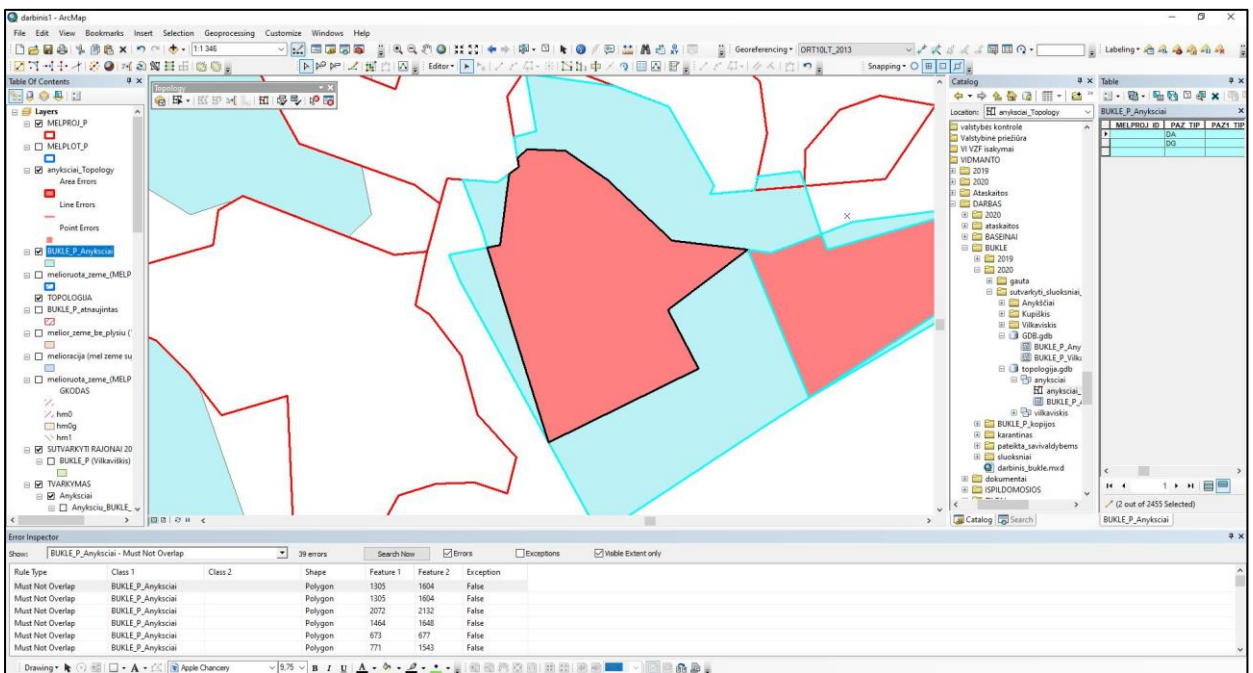 darbinis1 - ArcMap
File Edit View Bookmarks Insert Selection Geoprocessing Customize Windows Help
1:1 346
Georeferencing
ORT10LT_2013
Labeling
Editor
Snapping
Table Of Contents
Layers
MELPROJ_P
MELPLOT_P
anyksciai_Topology
Area Errors
Line Errors
Point Errors
BUKLE_P_Anyksciai
melioruota_zeme_(MELP
TOPOLOGIJA
BUKLE_P_atnaujintas
melior_zeme_be_plysiu (
melioracija (mel zeme su
melioruota_zeme_(MELP
GKODAS
hm0
hm0g
hm1
SUTVARKYTI RAJONAI 20
BUKLE_P (Vilkaviškis)
TVARKYMAS
Anyksciai
Anyksciu_BUKLE_
Topology
Catalog
Location: anyksciai_Topology
valstybės kontrolė
Valstybinė priežiūra
VI VZF isakymai
VIDMANTO
2019
2020
Ataskaitos
DARBAS
2020
ataskaitos
BASEINAI
BUKLE
2019
2020
gauta
sutvarkyti_sluoksniai_
Anykščiai
Kupiškis
Vilkaviskis
GDB.gdb
BUKLE_P_Any
BUKLE_P_Vilk
topologija.gdb
anyksciai
anyksciai_
BUKLE_P_
vilkaviskis
BUKLE_P_kopijos
karantinas
pateikta_savivaldybems
sluoksniai
darbinis_bukle.mxd
dokumentai
ISPILDOMOSIOS
Catalog Search
Table
BUKLE_P_Anyksciai
MELPROJ_ID PAZ_TIP PAZ1_TIP
DA
DG
1
(2 out of 2455 Selected)
BUKLE_P_Anyksciai
Error Inspector
Show: BUKLE_P_Anyksciai - Must Not Overlap 39 errors Search Now Errors Exceptions Visible Extent only
Rule Type Class 1 Class 2 Shape Feature 1 Feature 2 Exception
Must Not Overlap BUKLE_P_Anyksciai Polygon 1305 1604 False
Must Not Overlap BUKLE_P_Anyksciai Polygon 1305 1604 False
Must Not Overlap BUKLE_P_Anyksciai Polygon 2072 2132 False
Must Not Overlap BUKLE_P_Anyksciai Polygon 1464 1648 False
Must Not Overlap BUKLE_P_Anyksciai Polygon 673 677 False
Must Not Overlap BUKLE_P_Anyksciai Polygon 771 1543 False
Drawing A Apple Chancery 9,75 B I U A